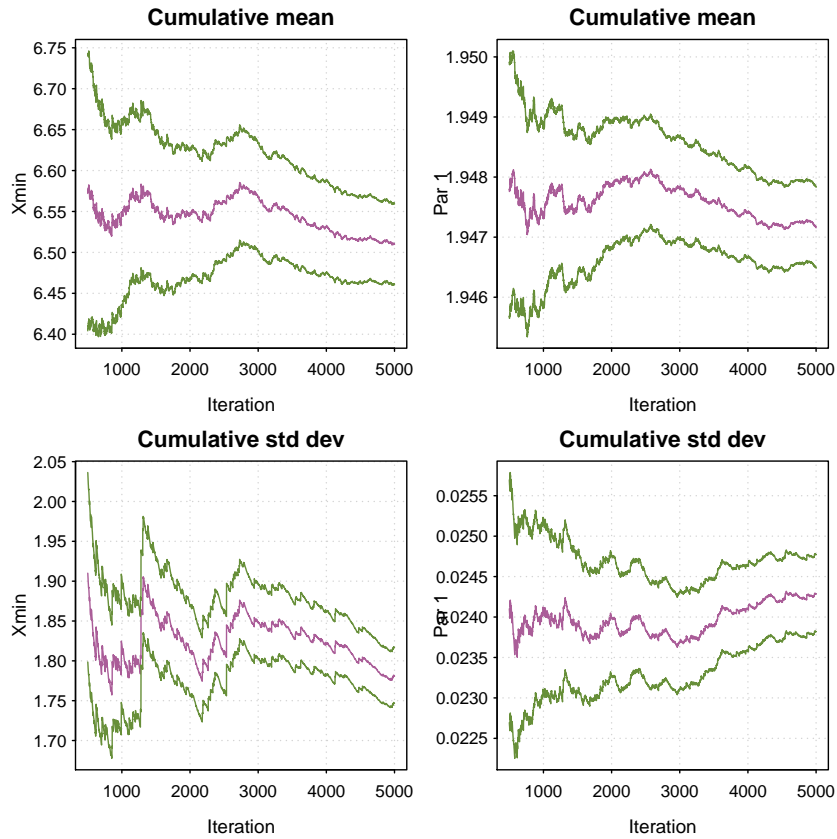 Cumulative mean
6.75
6.70
6.65
6.60
6.55
6.50
6.45
6.40
Xmin
1000 2000 3000 4000 5000
Iteration
Cumulative mean
1.950
1.949
1.948
1.947
1.946
Par 1
1000 2000 3000 4000 5000
Iteration
Cumulative std dev
2.05
2.00
1.95
1.90
1.85
1.80
1.75
1.70
Xmin
1000 2000 3000 4000 5000
Iteration
Cumulative std dev
0.0255
0.0250
0.0245
0.0240
0.0235
0.0230
0.0225
Par 1
1000 2000 3000 4000 5000
Iteration